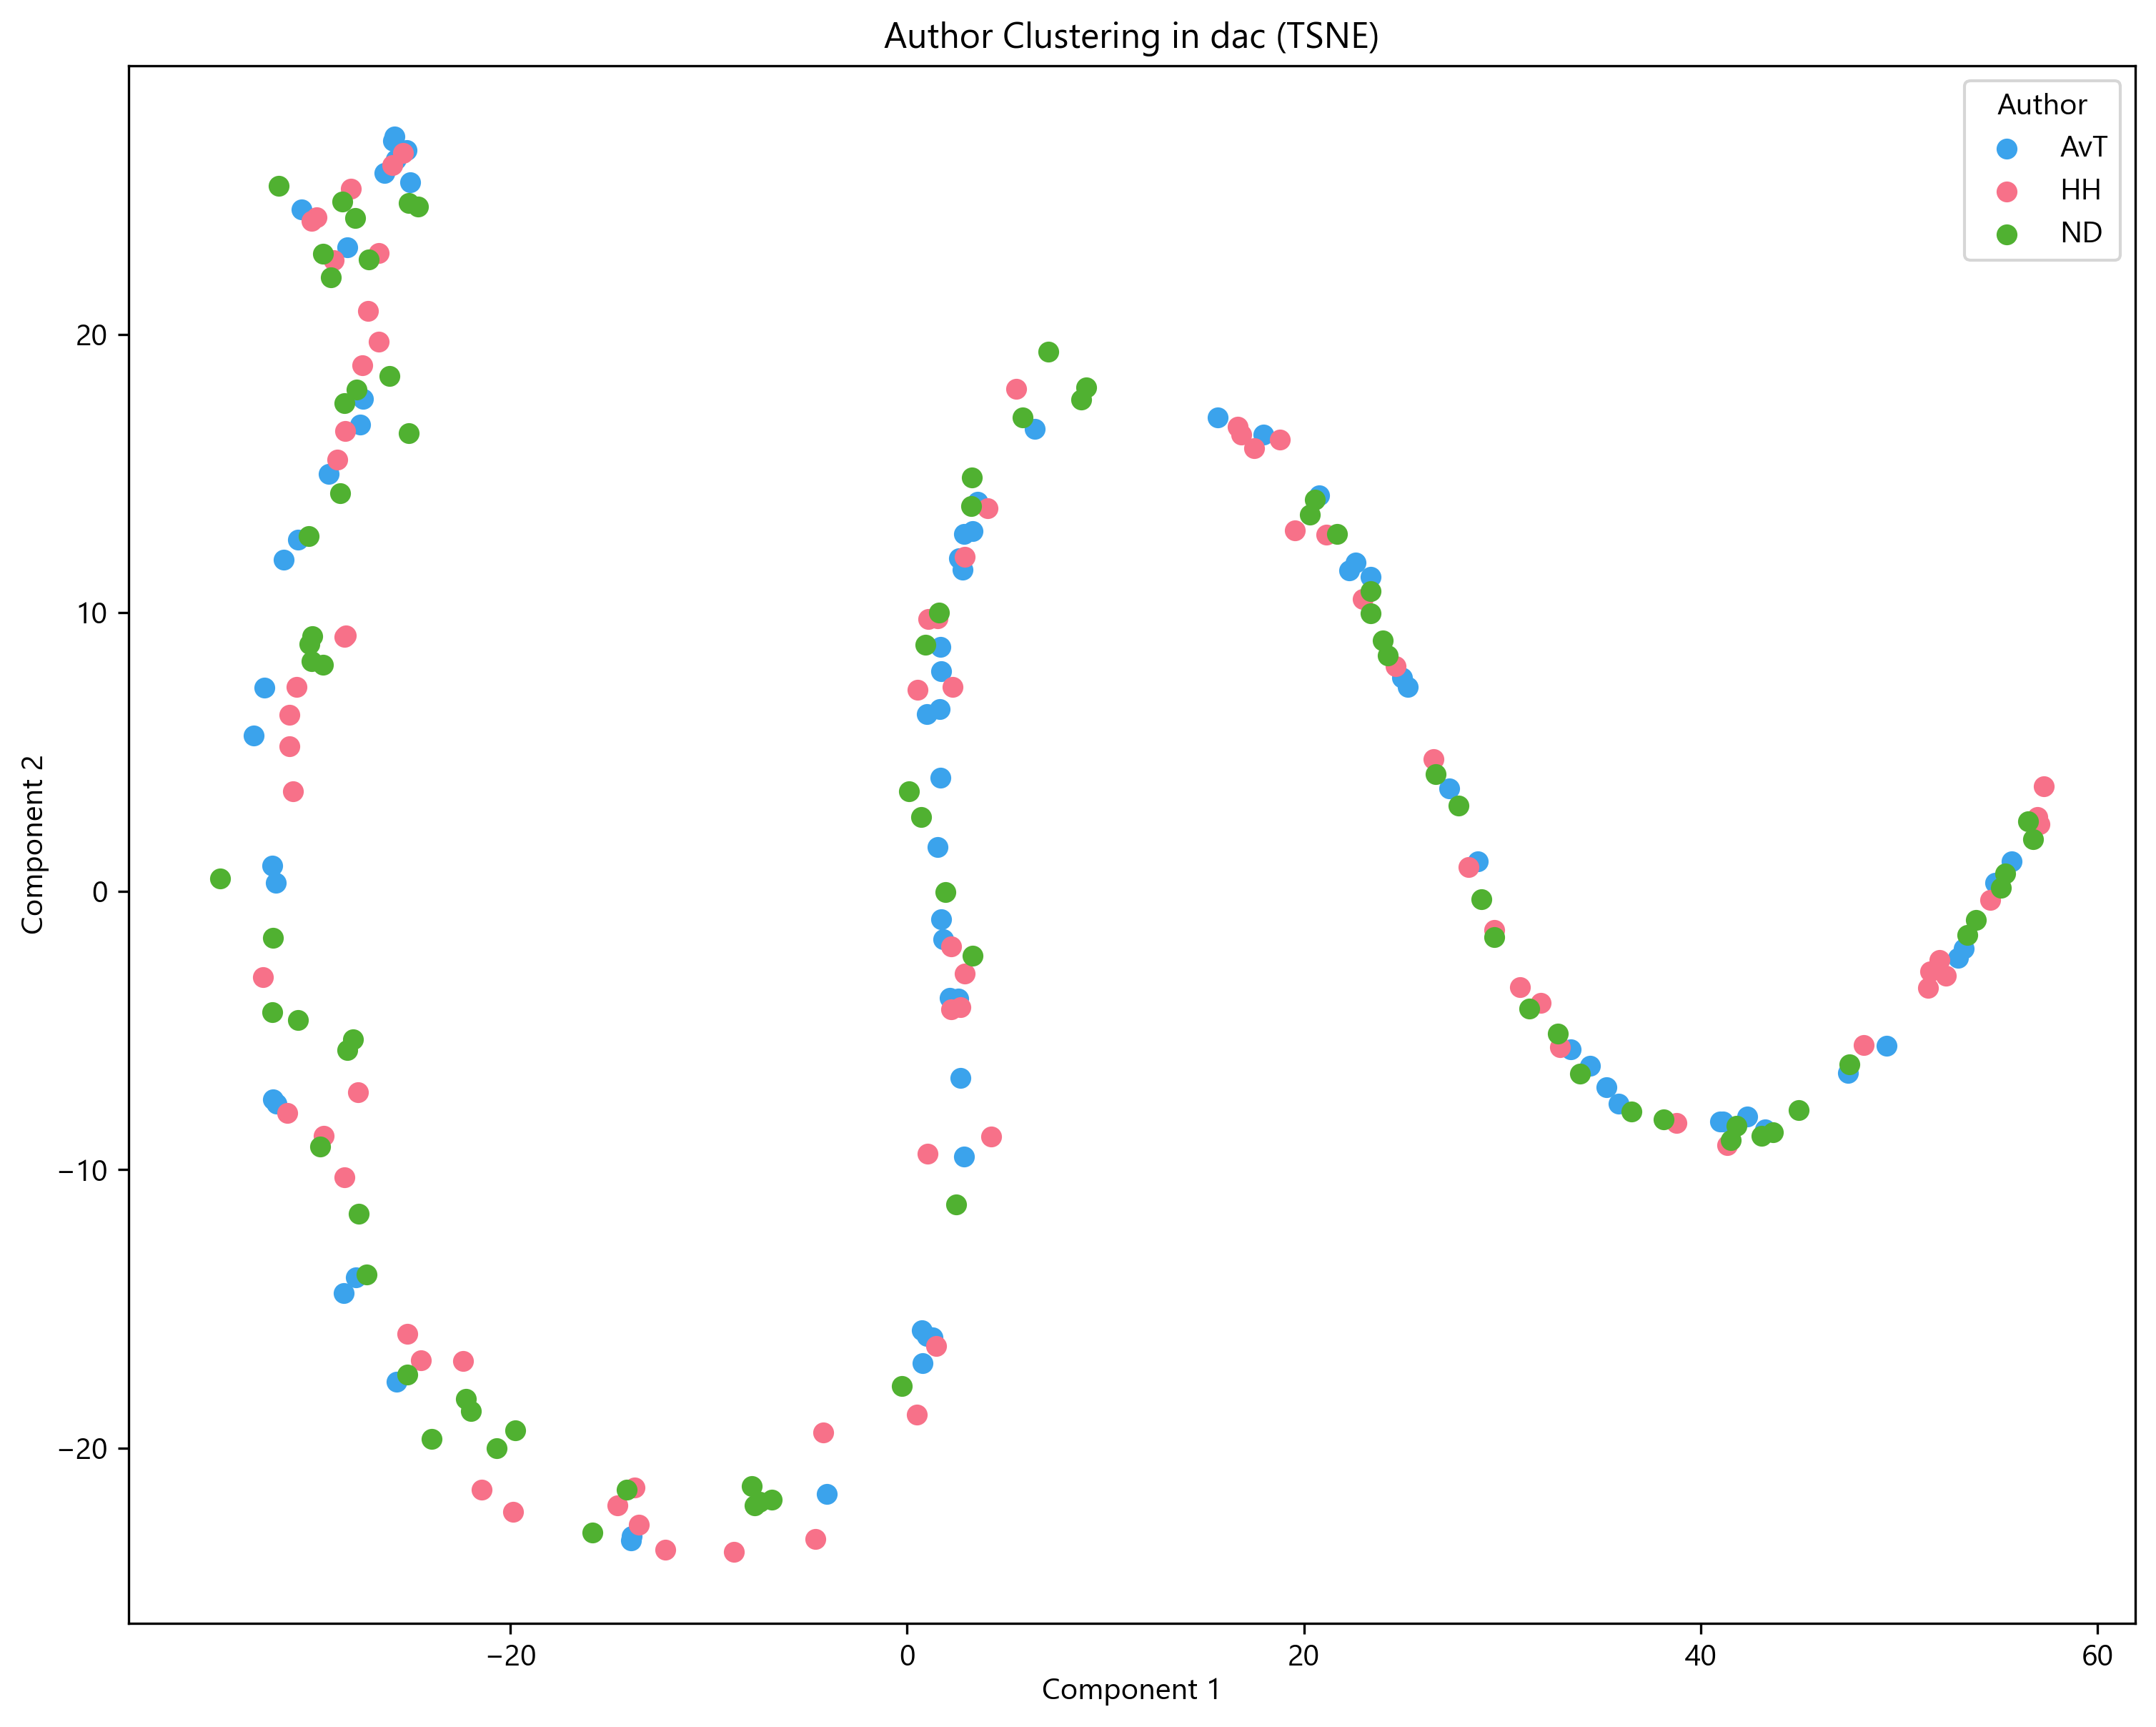 Author Clustering in dac (TSNE)
Author
AvT
HH
ND
20
10
0
−10
−20
Component 2
−20
0
20
40
60
Component 1